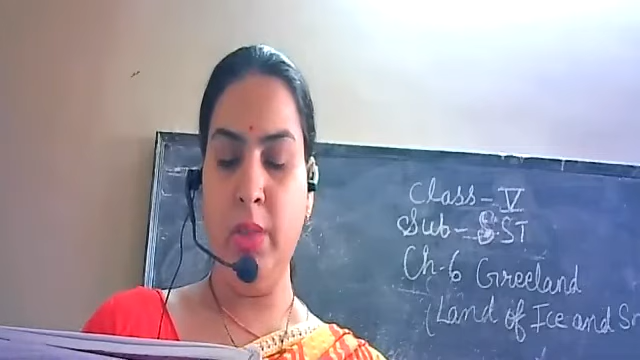 Class - V
Sub - SST
Ch-6 Greeland
(Land of Ice and